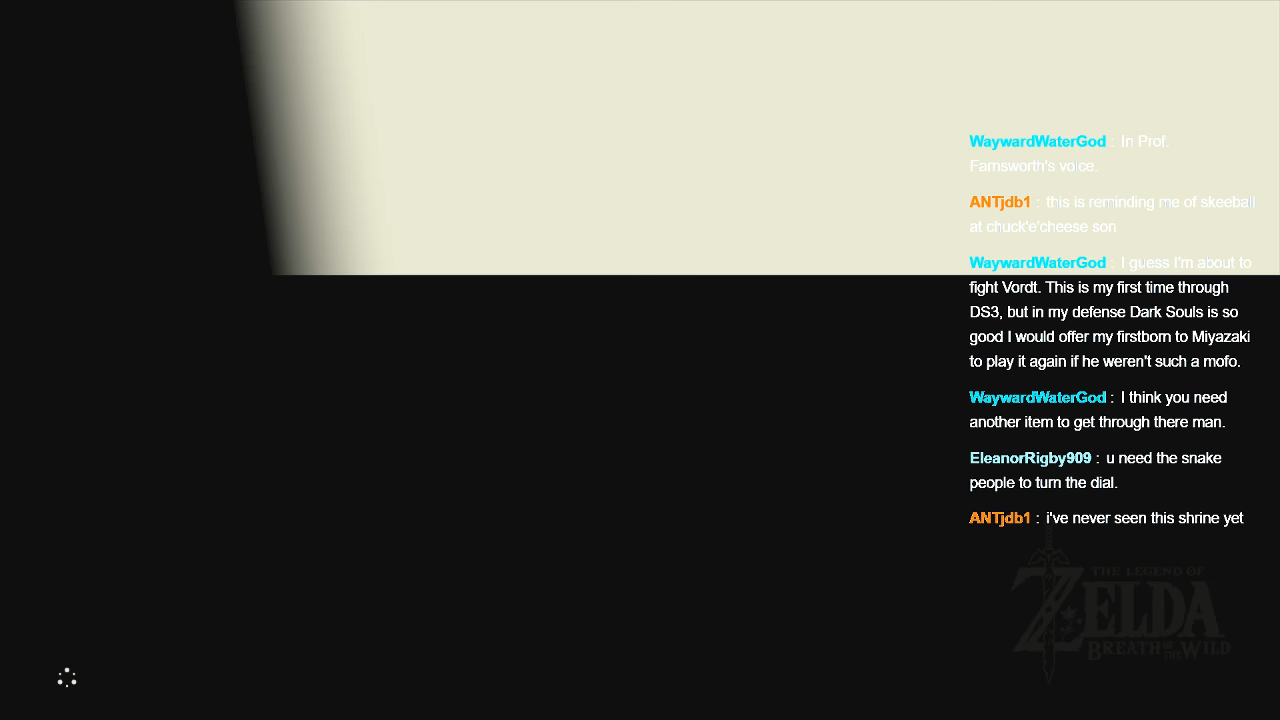 WaywardWaterGod : In Prof.
Farnsworth's voice.
ANTjdb1 : this is reminding me of skeeball
at chuck'e'cheese son
WaywardWaterGod : I guess I'm about to
fight Vordt. This is my first time through
DS3, but in my defense Dark Souls is so
good I would offer my firstborn to Miyazaki
to play it again if he weren't such a mofo.
WaywardWaterGod : I think you need
another item to get through there man.
EleanorRigby909 : u need the snake
people to turn the dial.
ANTjdb1 : i've never seen this shrine yet
THE LEGEND OF
ZELDA
BREATH OF THE WILD